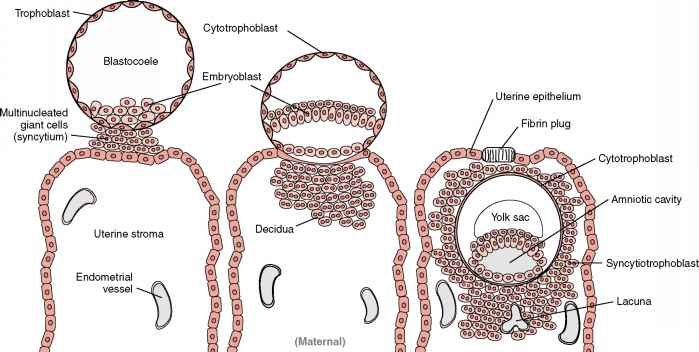 Trophoblast
Blastocoele
Multinucleated
giant cells
(syncytium)
Uterine stroma
Endometrial
vessel
Cytotrophoblast
Embryoblast
Decidua
(Maternal)
Uterine epithelium
Fibrin plug
Cytotrophoblast
Amniotic cavity
Yolk sac
Syncytiotrophoblast
Lacuna